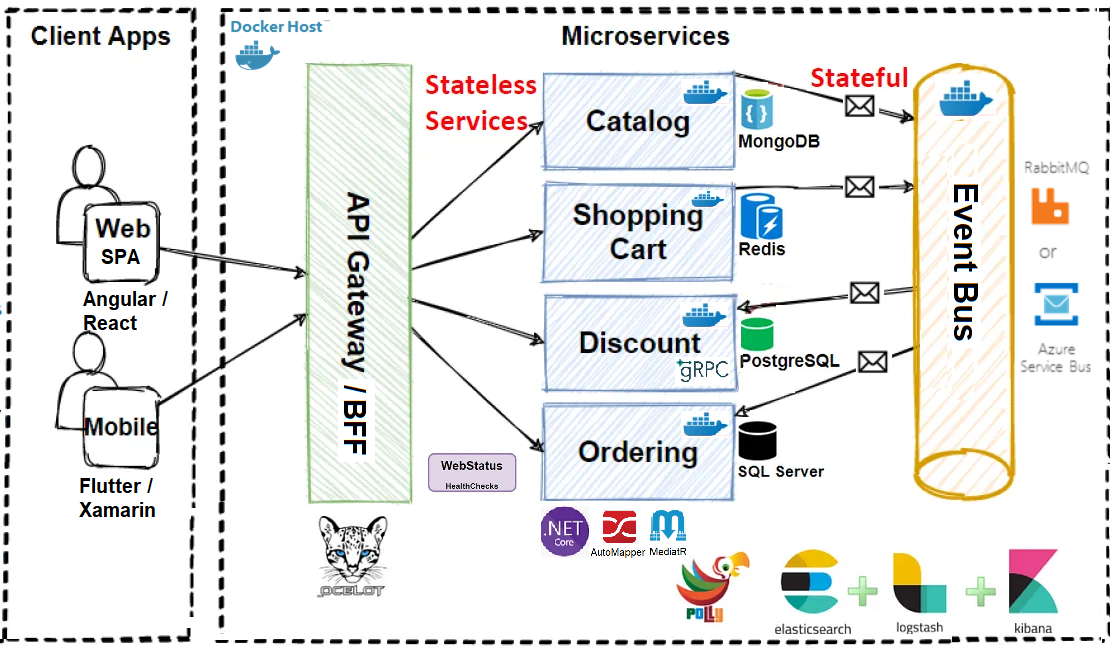 Client Apps
Web
SPA
Angular /
React
Mobile
Flutter /
Xamarin
Docker Host
Microservices
API Gateway / BFF
OCELOT
Stateless
Services
WebStatus
HealthChecks
Catalog
MongoDB
Shopping
Cart
Redis
Discount
gRPC
PostgreSQL
Ordering
SQL Server
Stateful
Event Bus
RabbitMQ
or
Azure
Service Bus
.NET
Core
AutoMapper
MediatR
POLLY
elasticsearch
logstash
kibana